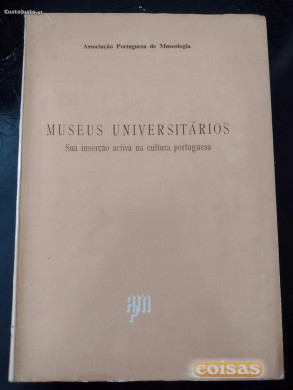 Custojusto.pt
Associação Portuguesa de Museologia
MUSEUS UNIVERSITÁRIOS
Sua inserção activa na cultura portuguesa
apm
coisas